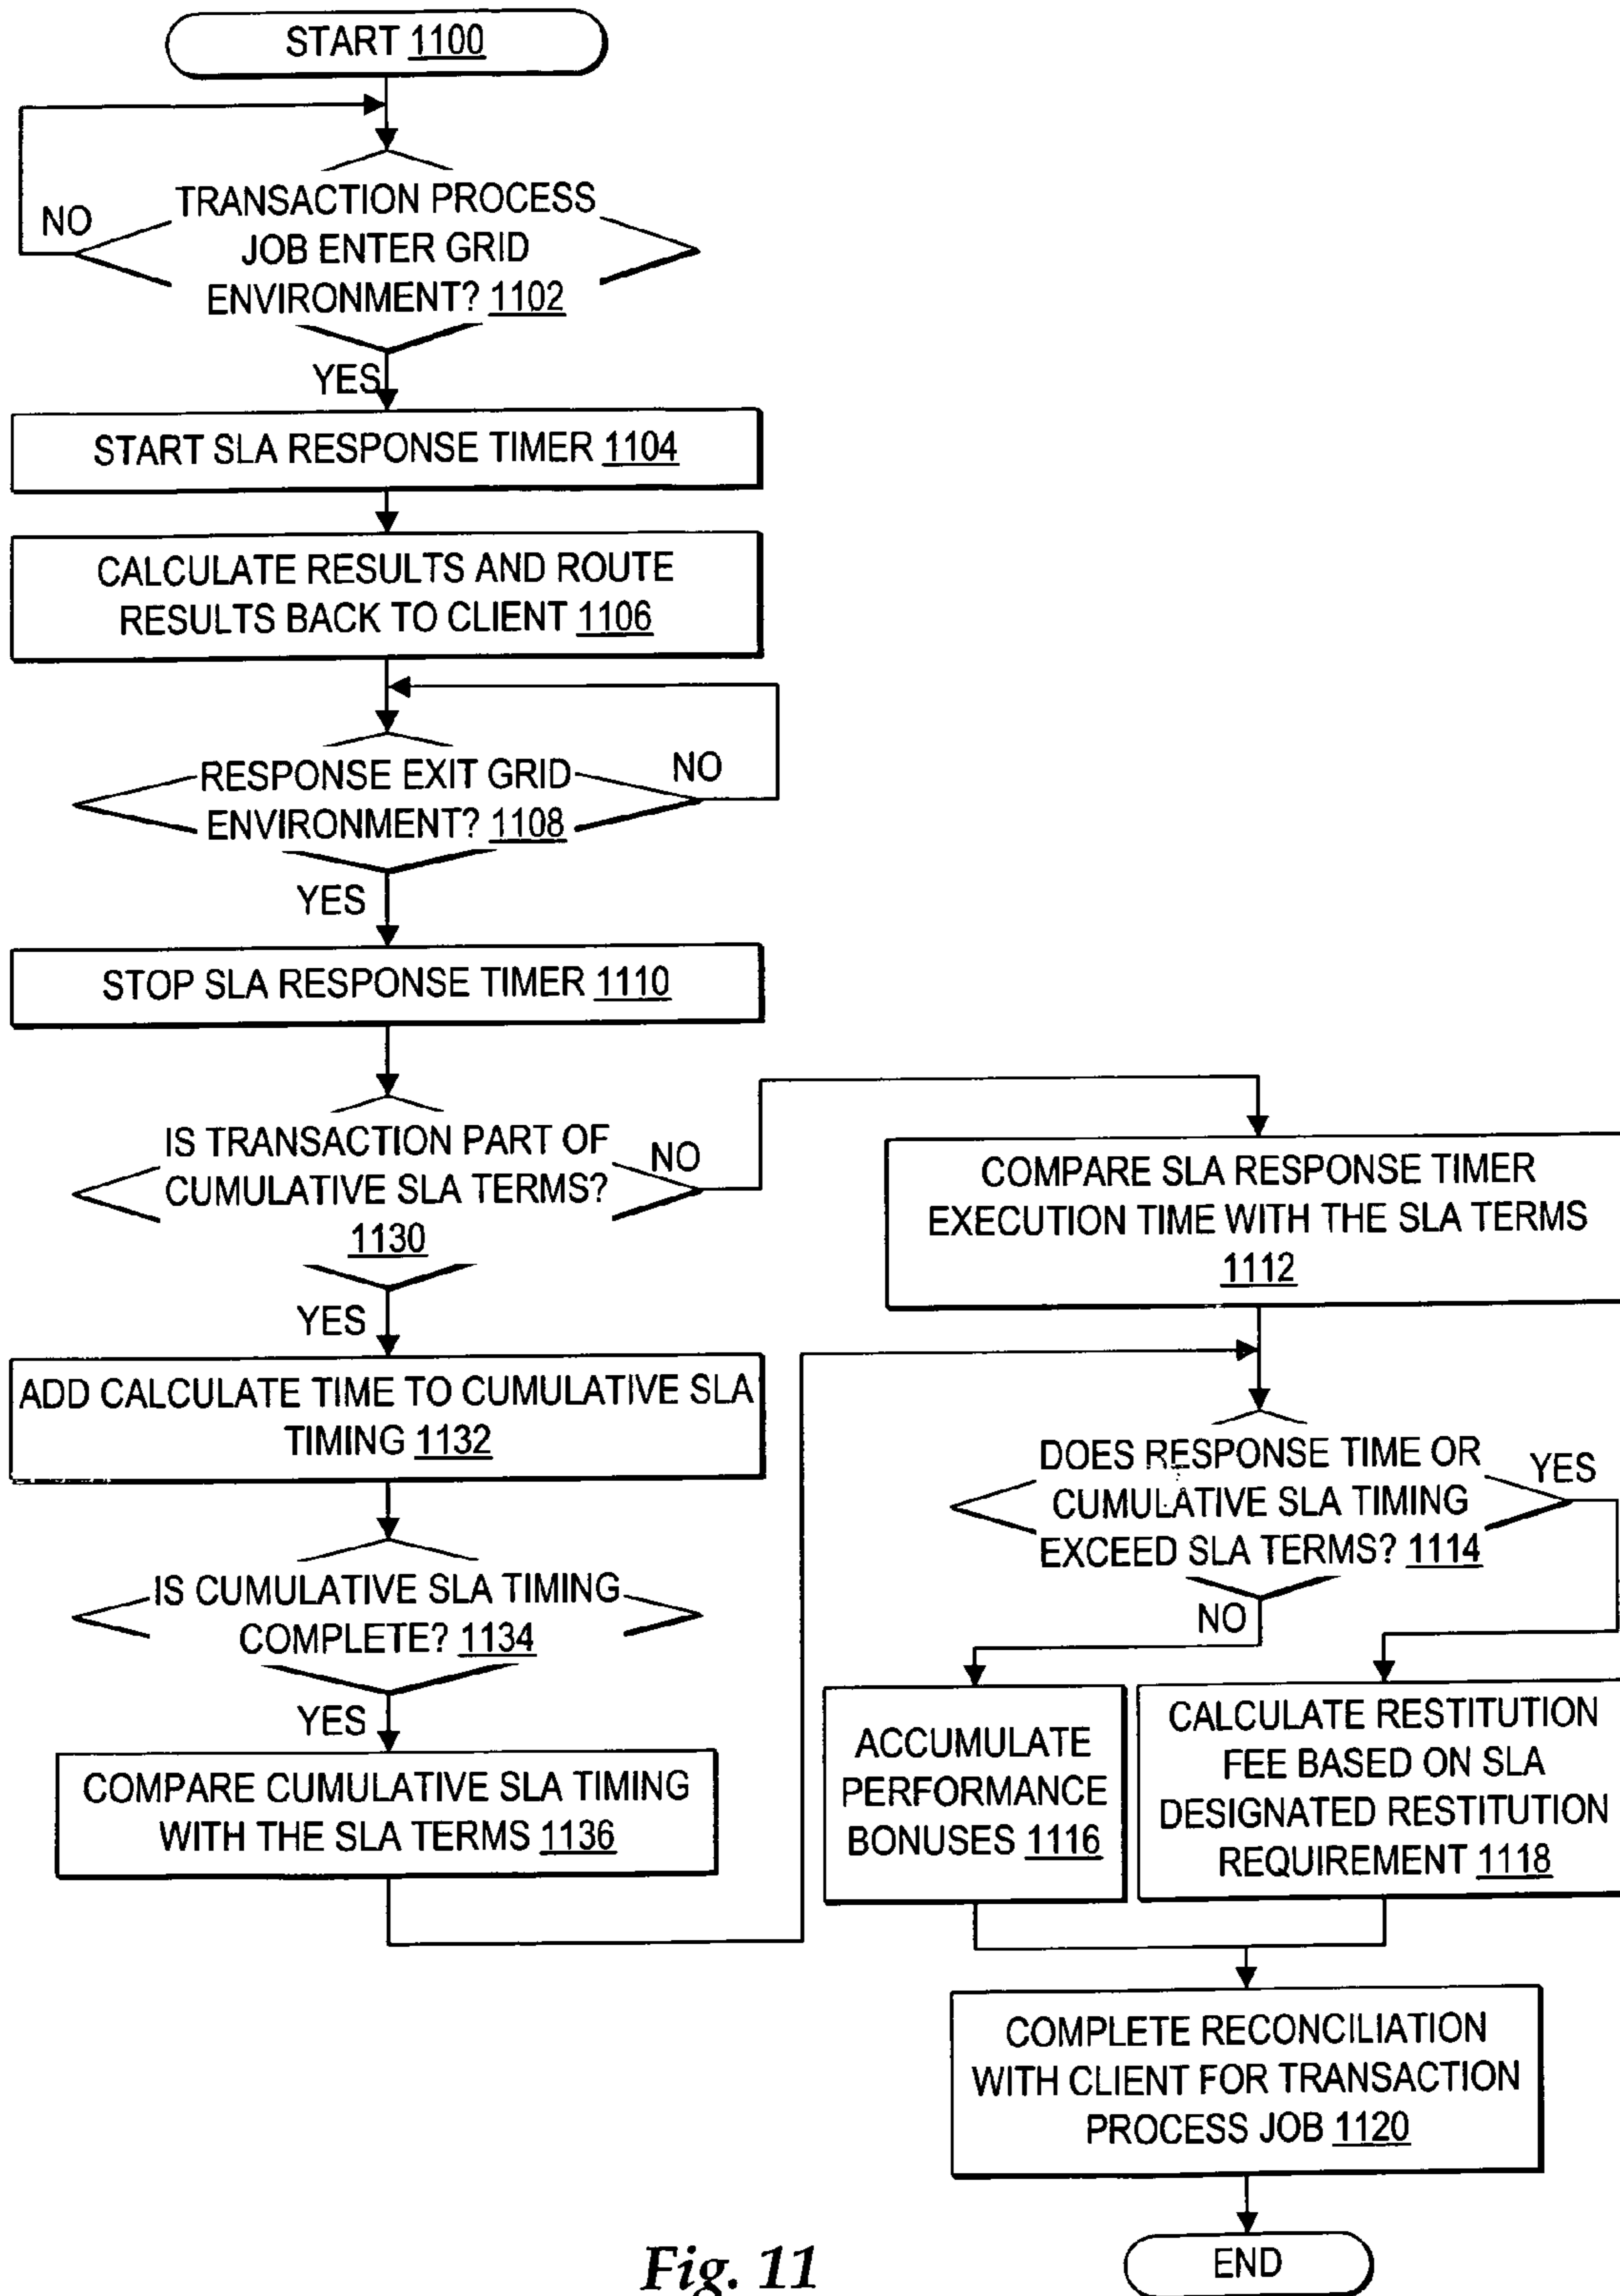 START 1100
TRANSACTION PROCESS
JOB ENTER GRID
ENVIRONMENT? 1102
NO
YES
START SLA RESPONSE TIMER 1104
CALCULATE RESULTS AND ROUTE
RESULTS BACK TO CLIENT 1106
RESPONSE EXIT GRID
ENVIRONMENT? 1108
NO
YES
STOP SLA RESPONSE TIMER 1110
IS TRANSACTION PART OF
CUMULATIVE SLA TERMS?
1130
NO
YES
ADD CALCULATE TIME TO CUMULATIVE SLA
TIMING 1132
IS CUMULATIVE SLA TIMING
COMPLETE? 1134
YES
COMPARE CUMULATIVE SLA TIMING
WITH THE SLA TERMS 1136
COMPARE SLA RESPONSE TIMER
EXECUTION TIME WITH THE SLA TERMS
1112
DOES RESPONSE TIME OR
CUMULATIVE SLA TIMING
EXCEED SLA TERMS? 1114
YES
NO
ACCUMULATE
PERFORMANCE
BONUSES 1116
CALCULATE RESTITUTION
FEE BASED ON SLA
DESIGNATED RESTITUTION
REQUIREMENT 1118
COMPLETE RECONCILIATION
WITH CLIENT FOR TRANSACTION
PROCESS JOB 1120
END
Fig. 11